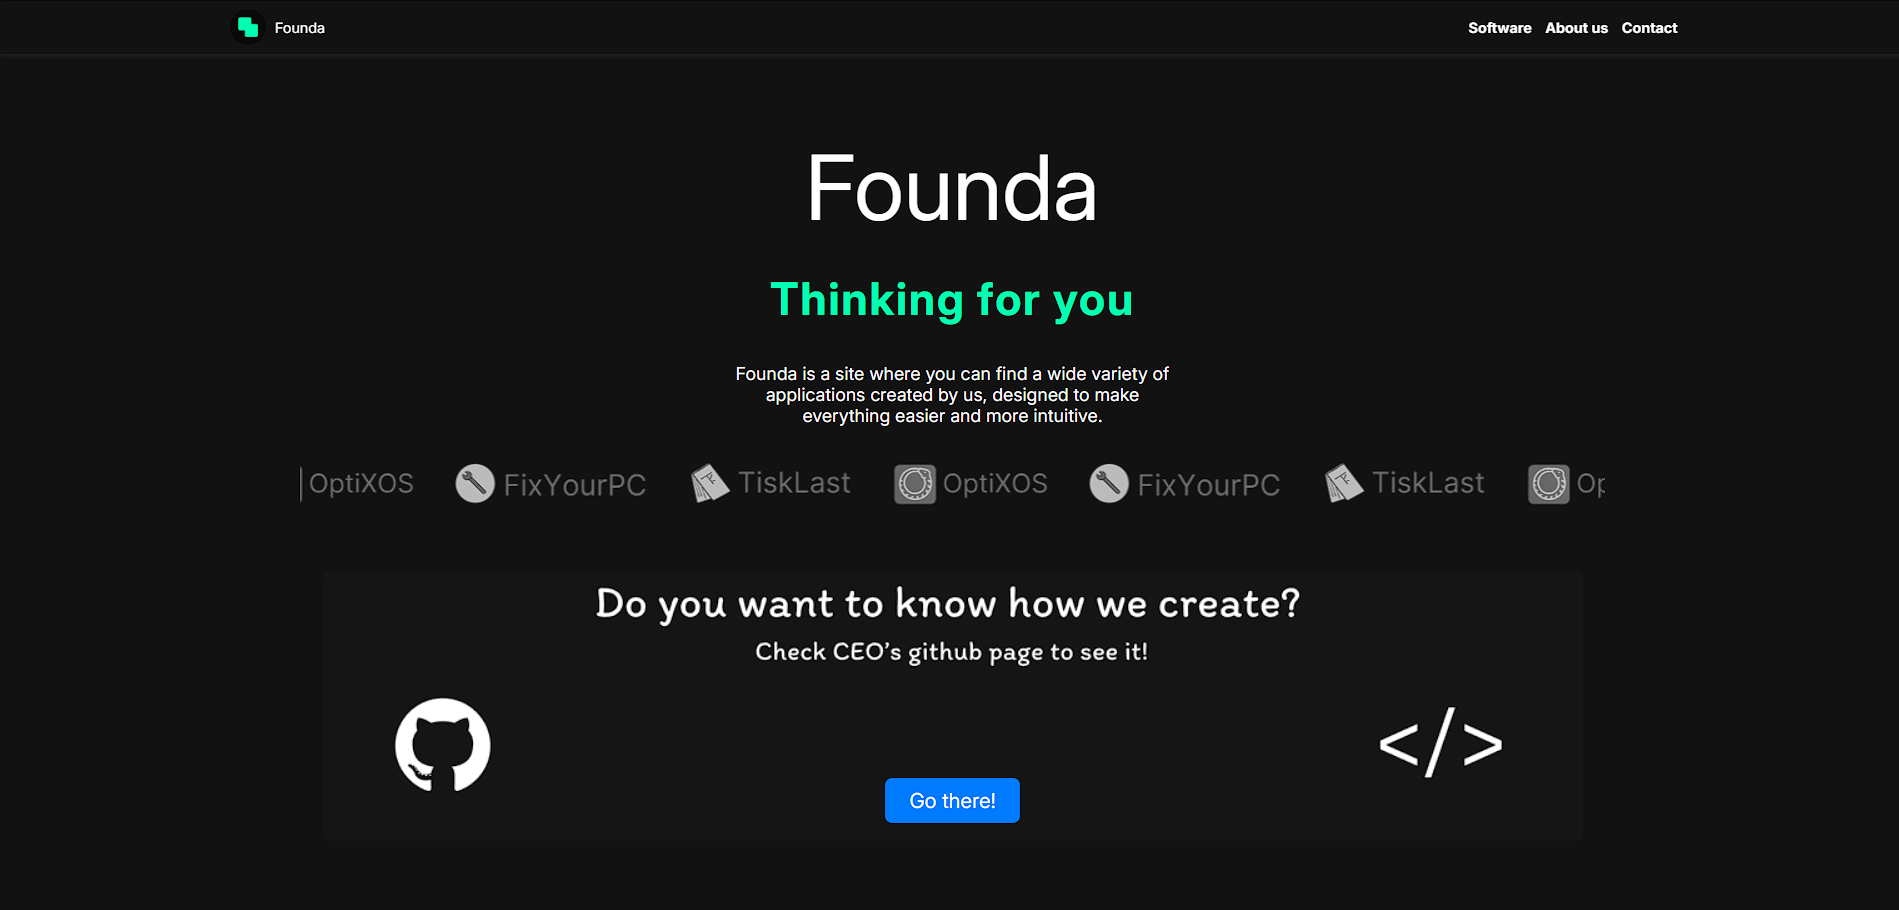 Founda
Software About us Contact
Founda
Thinking for you
Founda is a site where you can find a wide variety of
applications created by us, designed to make
everything easier and more intuitive.
OptiXOS FixYourPC TiskLast OptiXOS FixYourPC TiskLast Op
Do you want to know how we create?
Check CEO’s github page to see it!
</>
Go there!